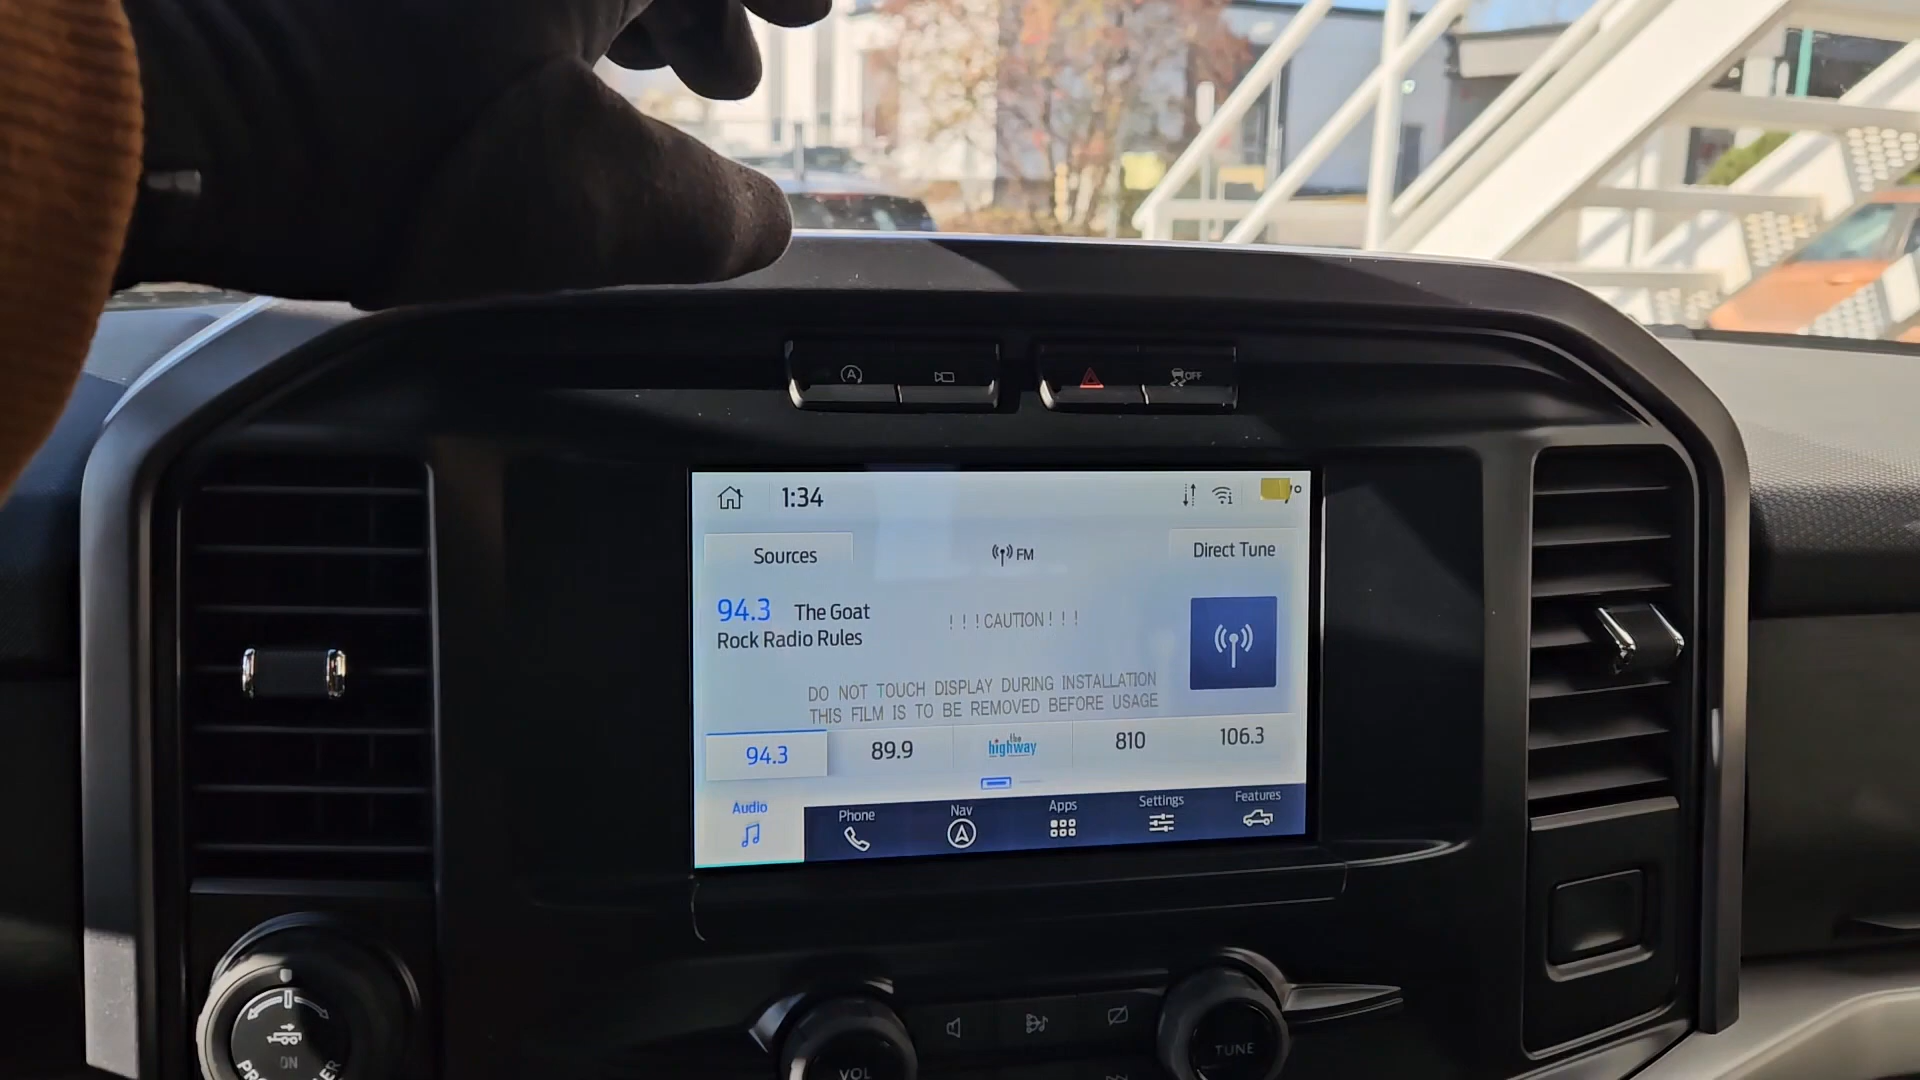 A
OFF
1:34
Sources
FM
Direct Tune
94.3 The Goat
Rock Radio Rules
! ! ! CAUTION ! ! !
DO NOT TOUCH DISPLAY DURING INSTALLATION
THIS FILM IS TO BE REMOVED BEFORE USAGE
94.3
89.9
the highway
810
106.3
Audio
Phone
Nav
Apps
Settings
Features
ON
VOL
TUNE